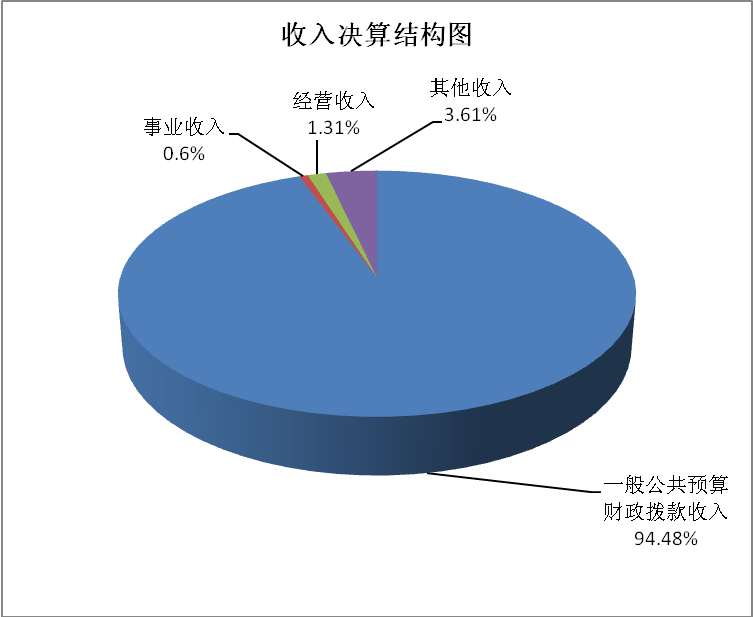 收入决算结构图
其他收入
3.61%
经营收入
1.31%
事业收入
0.6%
一般公共预算
财政拨款收入
94.48%